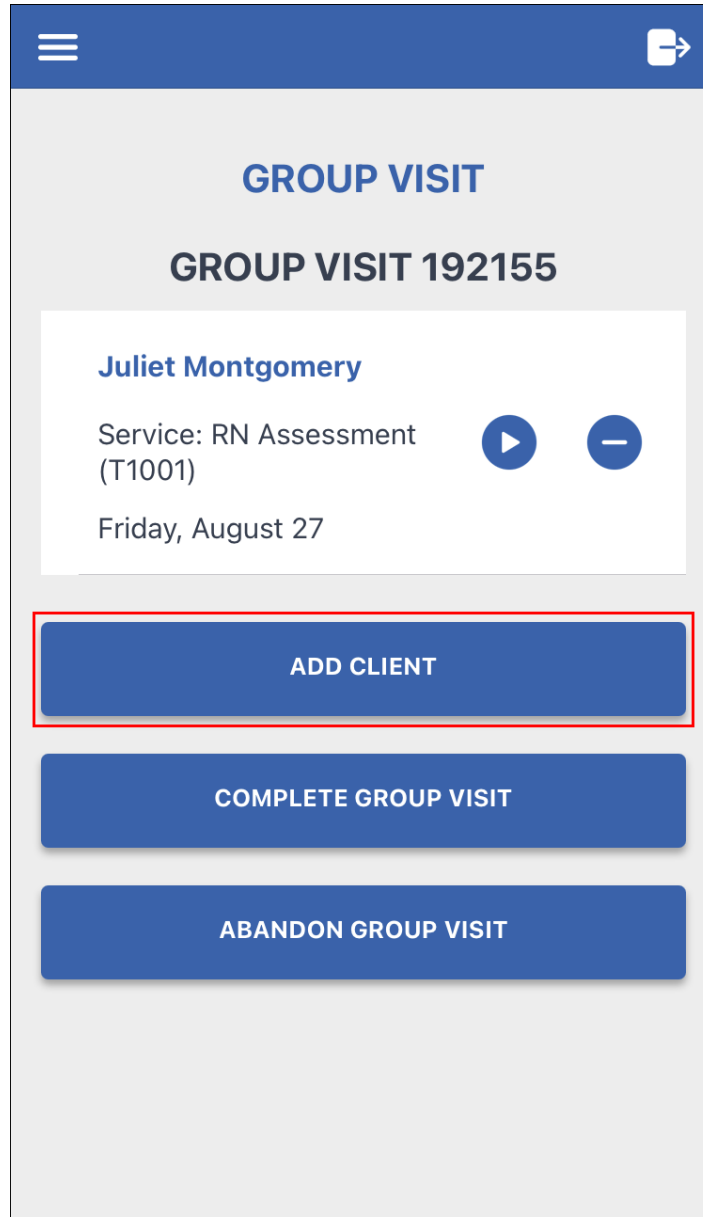 GROUP VISIT
GROUP VISIT 192155
Juliet Montgomery
Service: RN Assessment
(T1001)
Friday, August 27
ADD CLIENT
COMPLETE GROUP VISIT
ABANDON GROUP VISIT